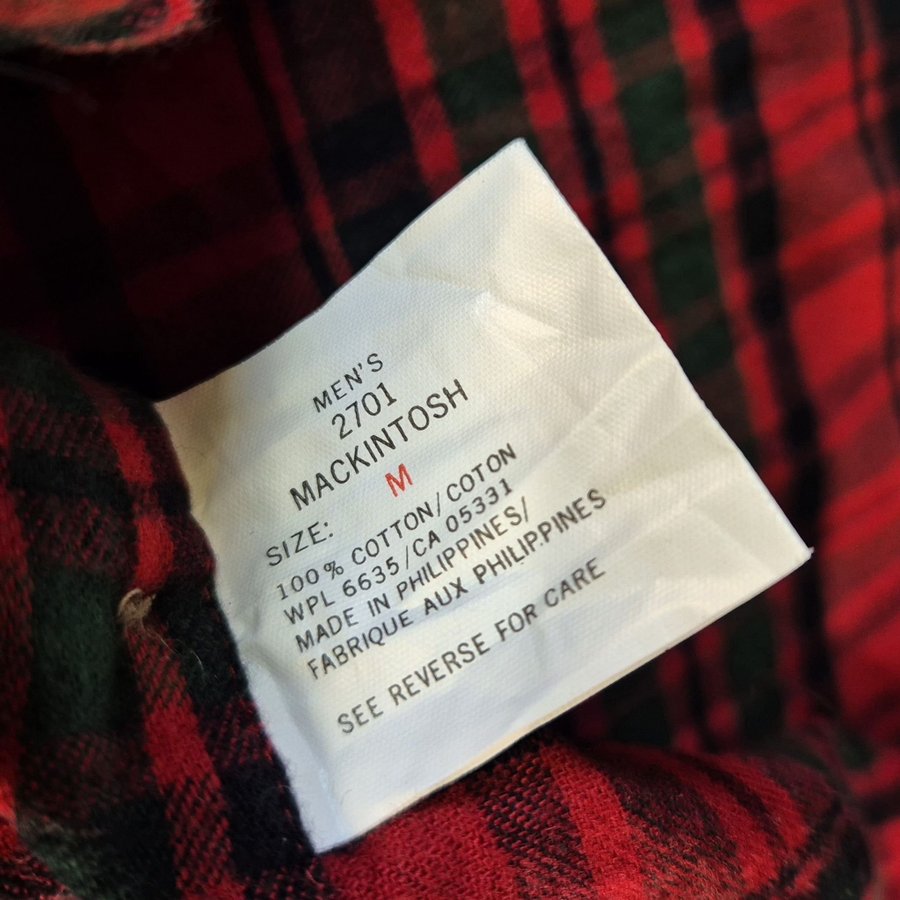 MEN'S
2701
MACKINTOSH
SIZE: M
100% COTTON/COTON
WPL 6635/CA 05331
MADE IN PHILIPPINES/
FABRIQUE AUX PHILIPPINES
SEE REVERSE FOR CARE